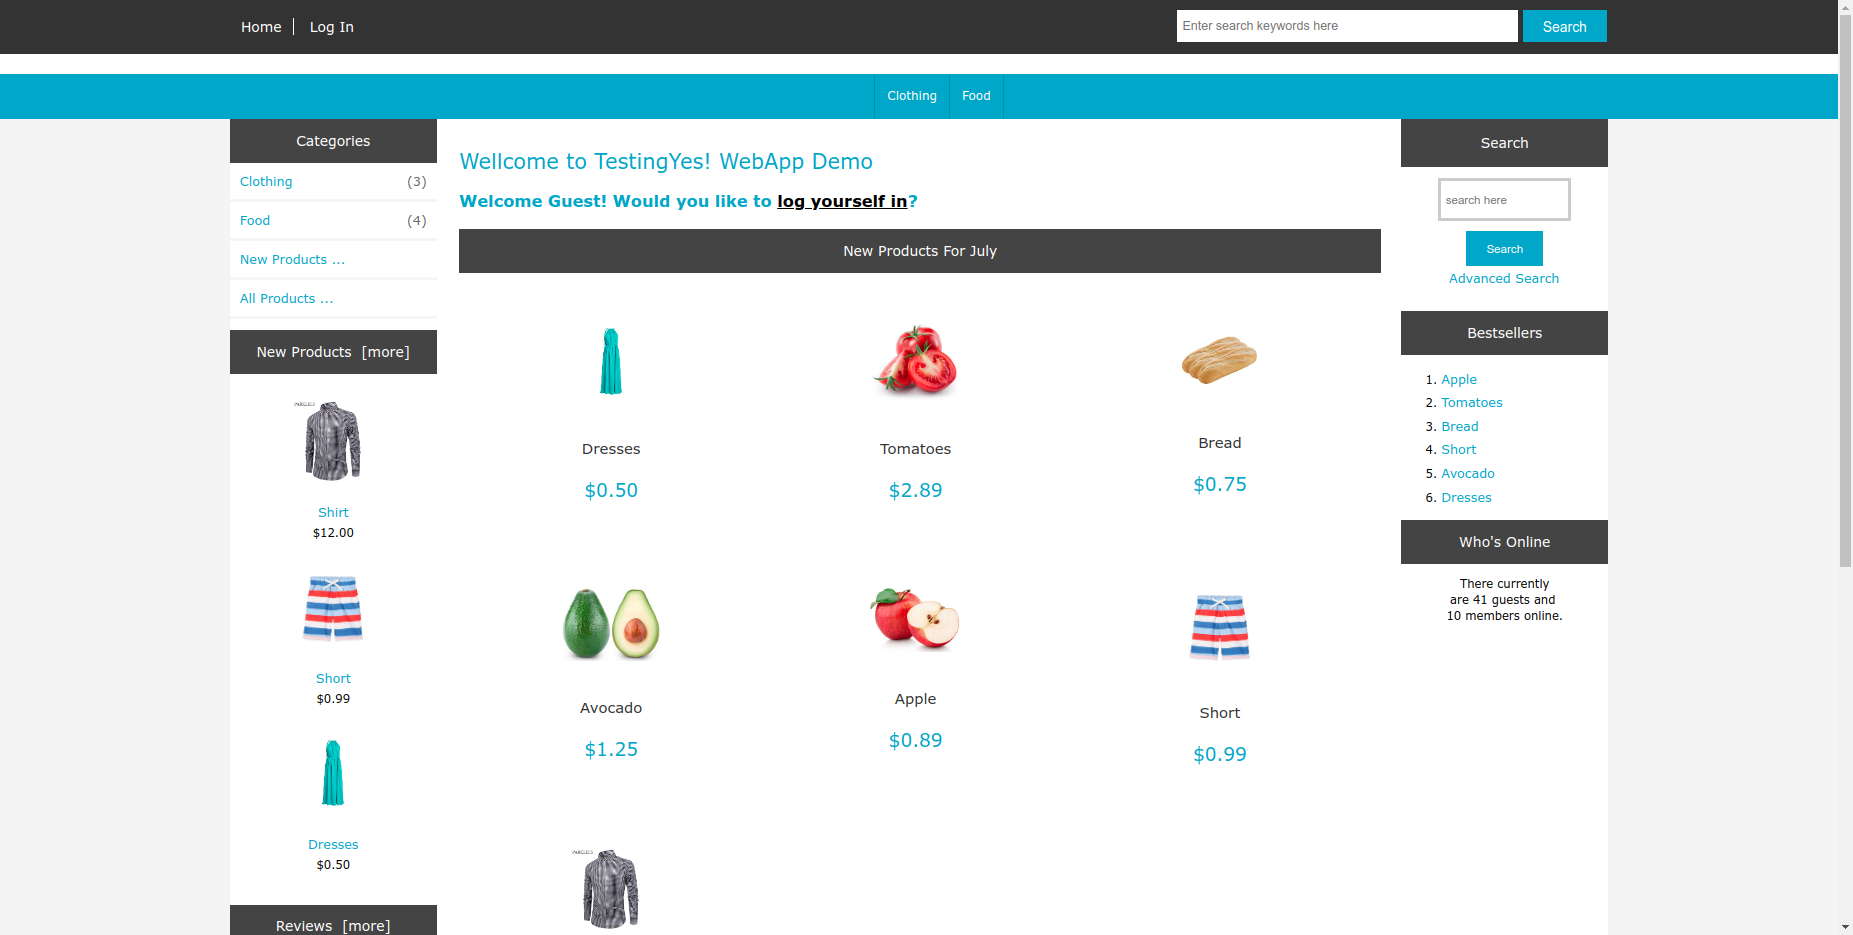 Home
Log In
Enter search keywords here
Search
Clothing
Food
Categories
Clothing (3)
Food (4)
New Products ...
All Products ...
New Products [more]
Shirt
$12.00
Short
$0.99
Dresses
$0.50
Reviews [more]
Wellcome to TestingYes! WebApp Demo
Welcome Guest! Would you like to log yourself in?
New Products For July
Dresses
$0.50
Tomatoes
$2.89
Bread
$0.75
Avocado
$1.25
Apple
$0.89
Short
$0.99
Search
search here
Search
Advanced Search
Bestsellers
1. Apple
2. Tomatoes
3. Bread
4. Short
5. Avocado
6. Dresses
Who's Online
There currently
are 41 guests and
10 members online.